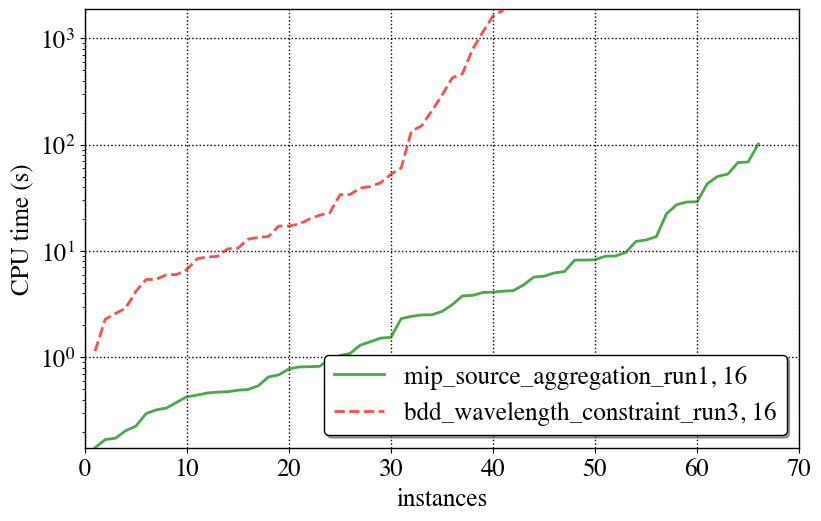 CPU time (s)
10³
10²
10¹
10⁰
mip_source_aggregation_run1, 16
bdd_wavelength_constraint_run3, 16
0 10 20 30 40 50 60 70
instances